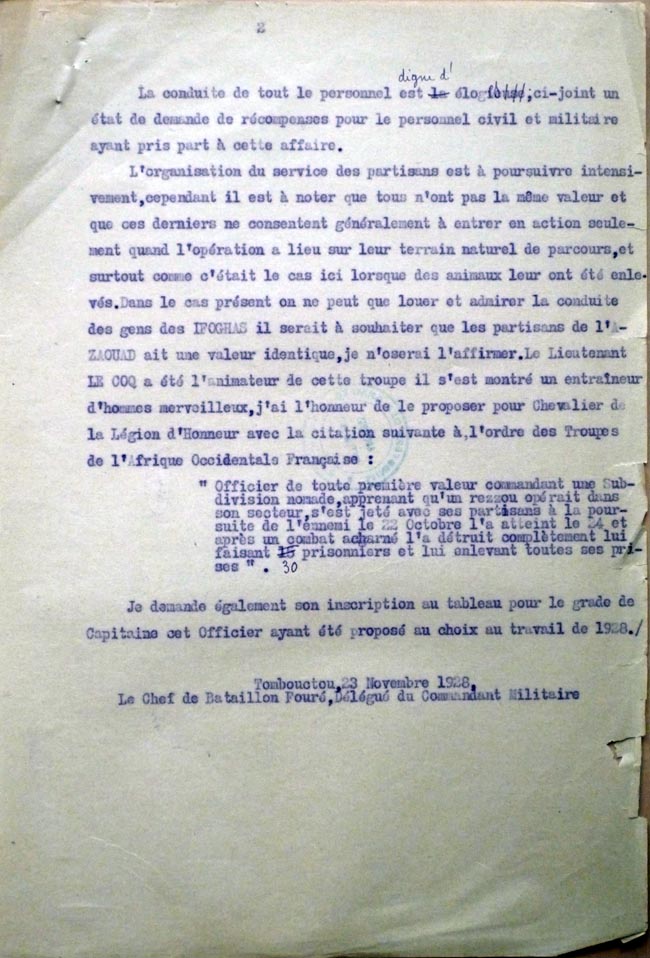 2
digne d'
La conduite de tout le personnel est la élog ,ci-joint un
état de demande de récompenses pour le personnel civil et militaire
ayant pris part à cette affaire.
L'organisation du service des partisans est à poursuivre intensi-
vement,cependant il est à noter que tous n'ont pas la même valeur et
que ces derniers ne consentent généralement à entrer en action seule-
ment quand l'opération a lieu sur leur terrain naturel de parcours,et
surtout comme c'était le cas ici lorsque des animaux leur ont été enle-
vés.Dans le cas présent on ne peut que louer et admirer la conduite
des gens des IFOGHAS il serait à souhaiter que les partisans de l'A-
ZAOUAD ait une valeur identique,je n'oserai l'affirmer.Le Lieutenant
LE COQ a été l'animateur de cette troupe il s'est montré un entraîneur
d'hommes merveilleux,j'ai l'honneur de le proposer pour Chevalier de
la Légion d'Honneur avec la citation suivante à,l'ordre des Troupes
de l'Afrique Occidentale Française :
" Officier de toute première valeur commandant une Sub-
division nomade,apprenant qu'un rezzou opérait dans
son secteur,s'est jeté avec ses partisans à la pour-
suite de l'ennemi le 22 Octobre l'a atteint le 24 et
après un combat acharné l'a détruit complètement lui
faisant 15 prisonniers et lui enlevant toutes ses pri-
ses " . 30
Je demande également son inscription au tableau pour le grade de
Capitaine cet Officier ayant été proposé au choix au travail de 1928./
Tombouctou,23 Novembre 1928,
Le Chef de Bataillon Fouré,Délégué du Commandant Militaire